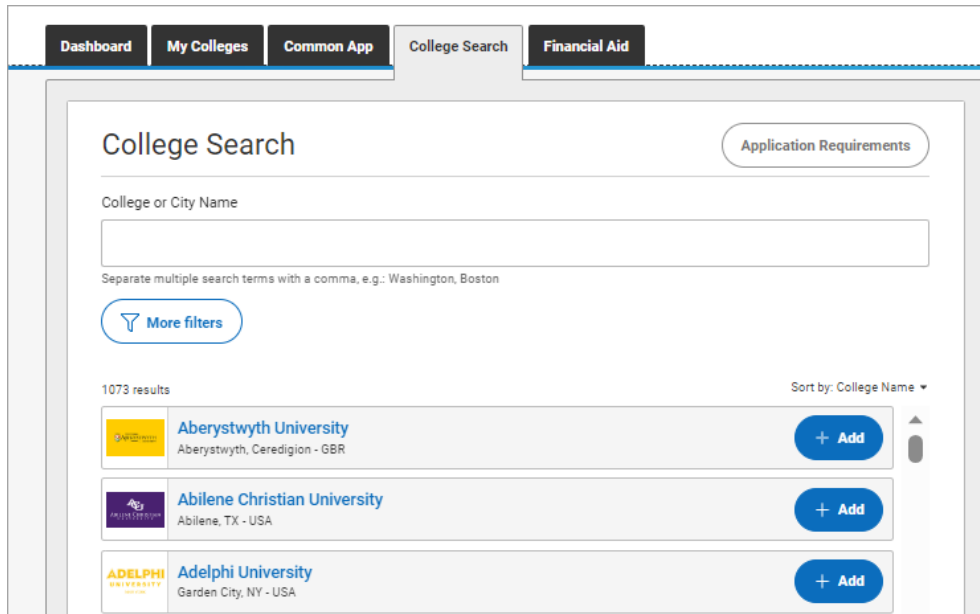 Dashboard
My Colleges
Common App
College Search
Financial Aid
College Search
Application Requirements
College or City Name
Separate multiple search terms with a comma, e.g.: Washington, Boston
More filters
1073 results
Sort by: College Name
Aberystwyth University
Aberystwyth, Ceredigion - GBR
+ Add
Abilene Christian University
Abilene, TX - USA
+ Add
ADELPHI
UNIVERSITY
Adelphi University
Garden City, NY - USA
+ Add